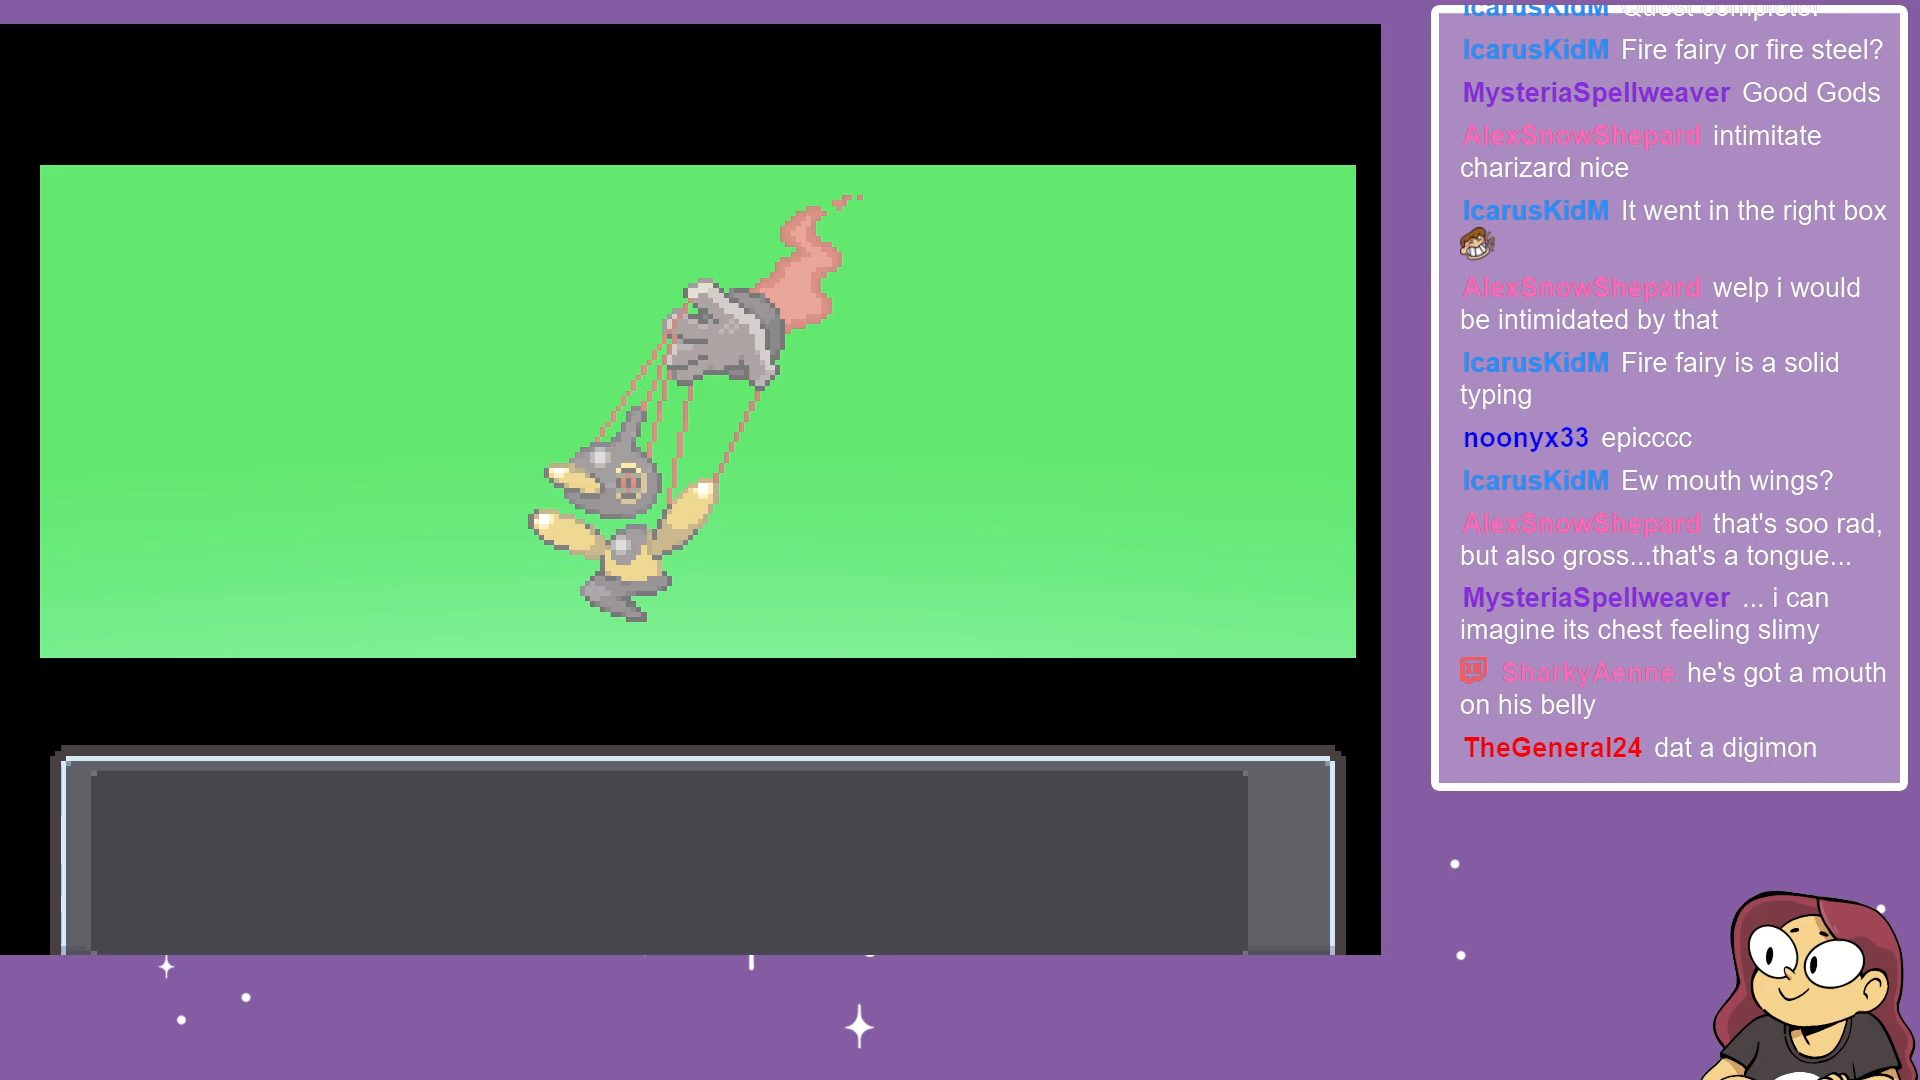 IcarusKidM Quest complete!
IcarusKidM Fire fairy or fire steel?
MysteriaSpellweaver Good Gods
AlexSnowShepard intimitate
charizard nice
IcarusKidM It went in the right box
AlexSnowShepard welp i would
be intimidated by that
IcarusKidM Fire fairy is a solid
typing
noonyx33 epicccc
IcarusKidM Ew mouth wings?
AlexSnowShepard that's soo rad,
but also gross...that's a tongue...
MysteriaSpellweaver ... i can
imagine its chest feeling slimy
SharkyAenne he's got a mouth
on his belly
TheGeneral24 dat a digimon